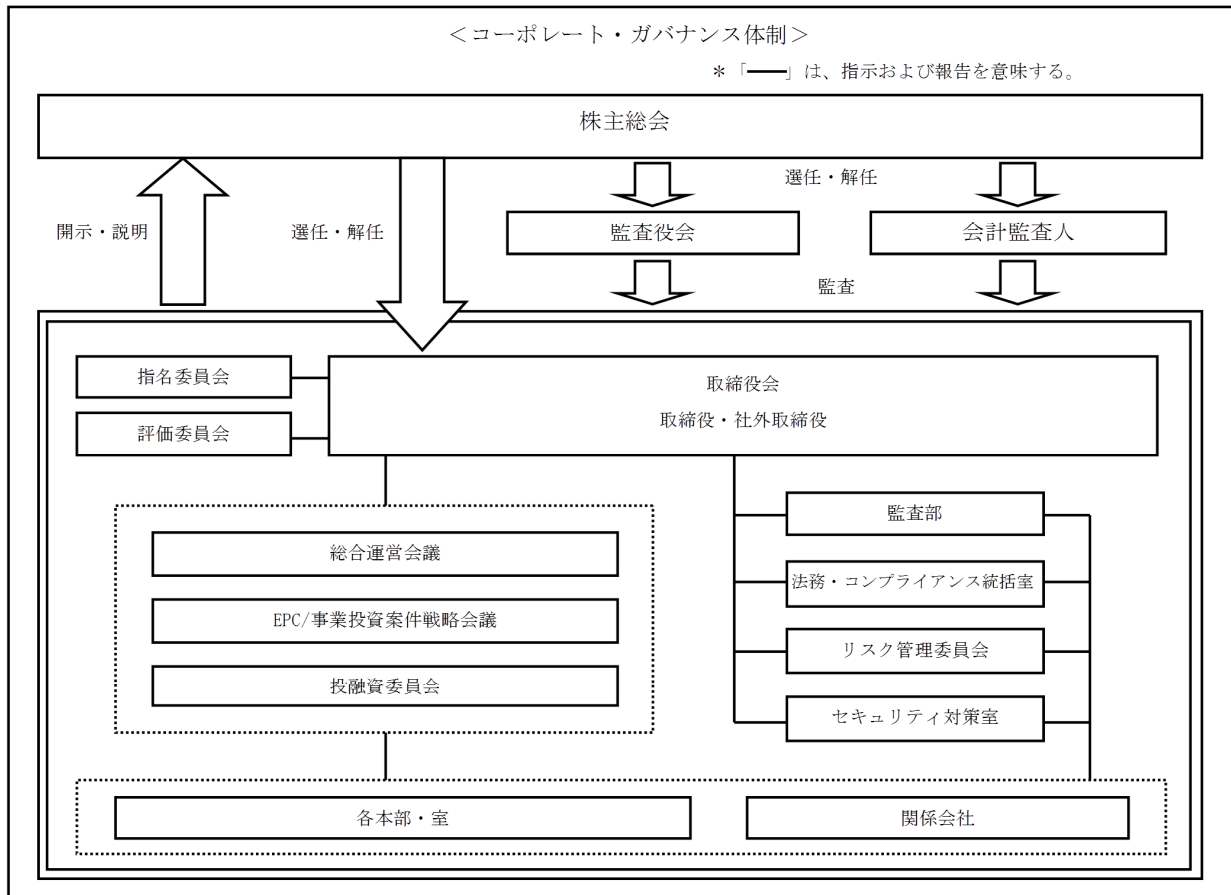 ＜コーポレート・ガバナンス体制＞
＊「━━」は、指示および報告を意味する。
株主総会
開示・説明
選任・解任
選任・解任
監査役会
会計監査人
監査
指名委員会
評価委員会
取締役会
取締役・社外取締役
総合運営会議
EPC/事業投資案件戦略会議
投融資委員会
監査部
法務・コンプライアンス統括室
リスク管理委員会
セキュリティ対策室
各本部・室
関係会社